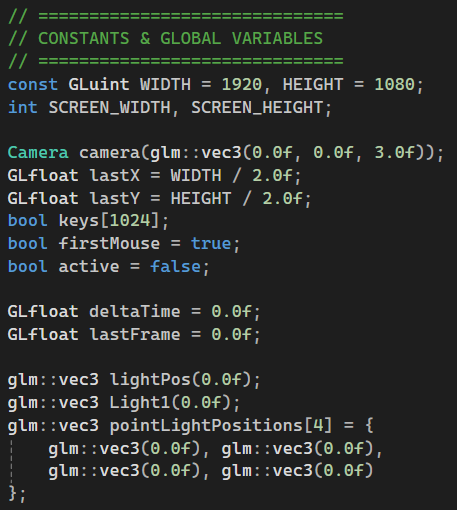 // ==============================
// CONSTANTS & GLOBAL VARIABLES
// ==============================
const GLuint WIDTH = 1920, HEIGHT = 1080;
int SCREEN_WIDTH, SCREEN_HEIGHT;

Camera camera(glm::vec3(0.0f, 0.0f, 3.0f));
GLfloat lastX = WIDTH / 2.0f;
GLfloat lastY = HEIGHT / 2.0f;
bool keys[1024];
bool firstMouse = true;
bool active = false;

GLfloat deltaTime = 0.0f;
GLfloat lastFrame = 0.0f;

glm::vec3 lightPos(0.0f);
glm::vec3 Light1(0.0f);
glm::vec3 pointLightPositions[4] = {
    glm::vec3(0.0f), glm::vec3(0.0f),
    glm::vec3(0.0f), glm::vec3(0.0f)
};